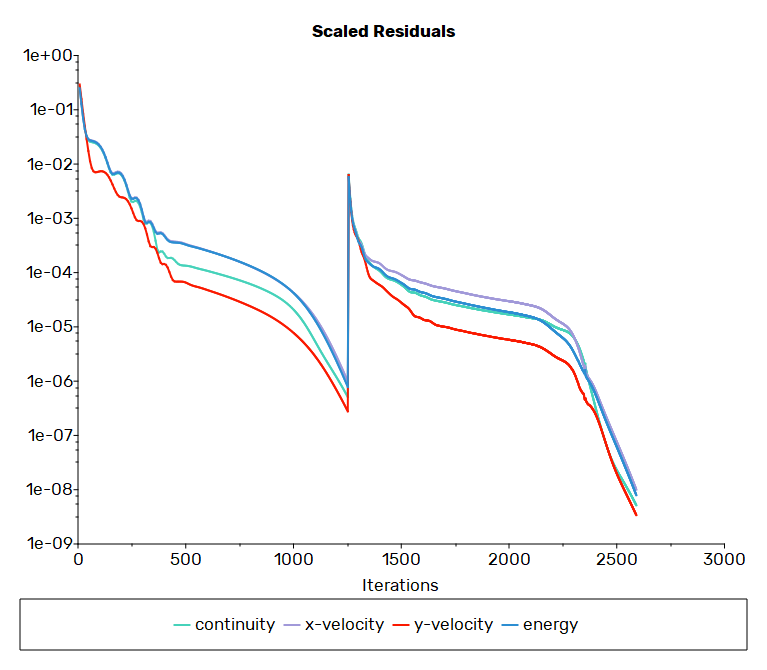 Scaled Residuals
1e+00
1e-01
1e-02
1e-03
1e-04
1e-05
1e-06
1e-07
1e-08
1e-09
0 500 1000 1500 2000 2500 3000
Iterations
continuity x-velocity y-velocity energy